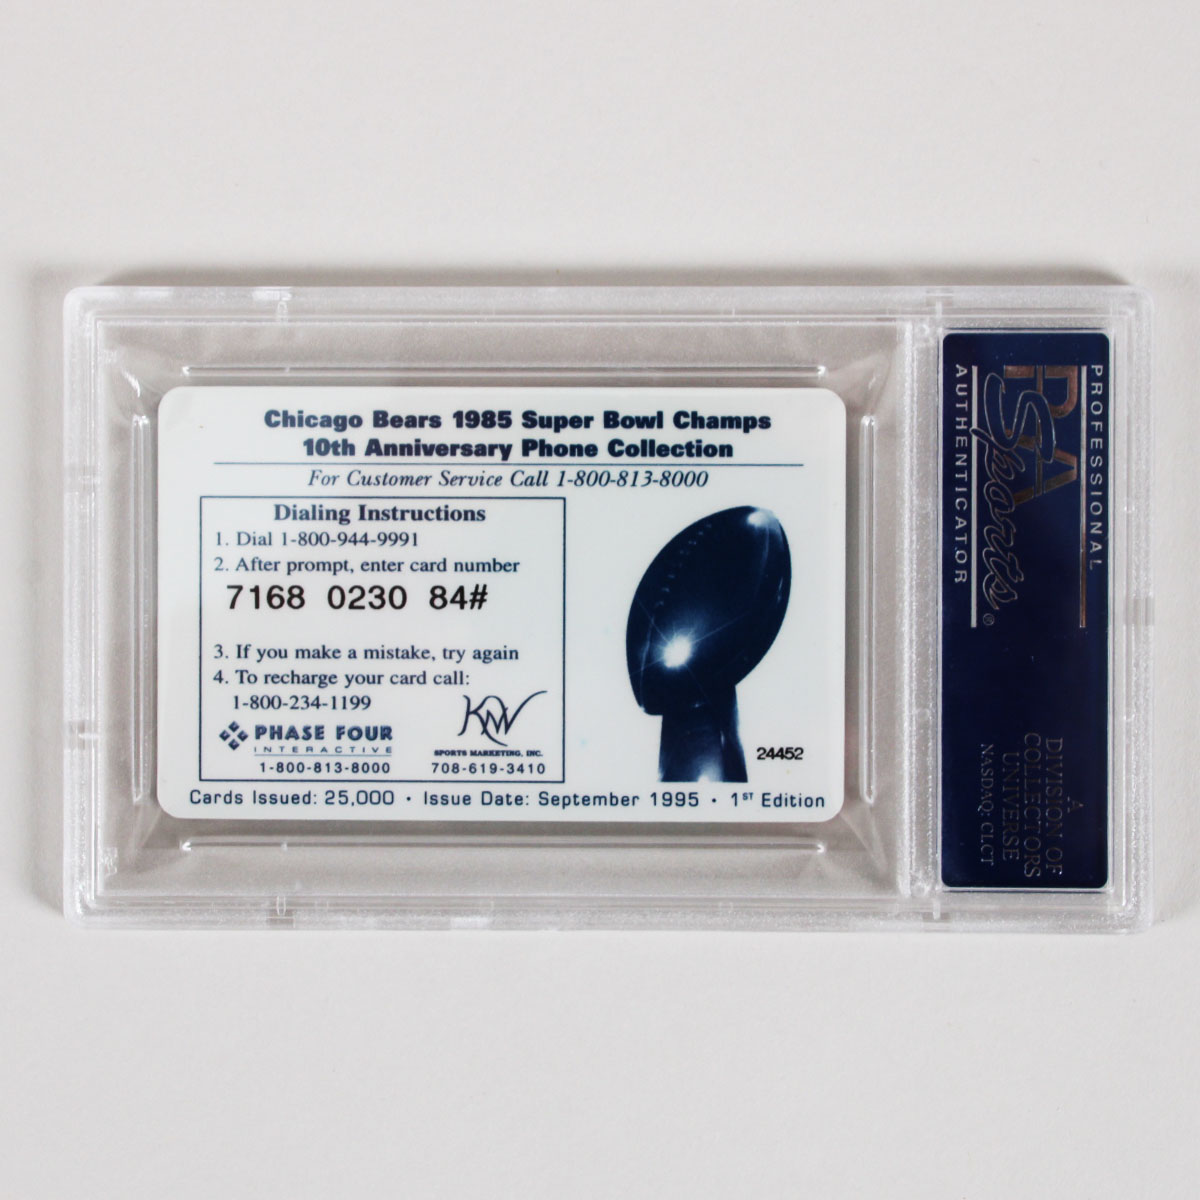 Chicago Bears 1985 Super Bowl Champs
10th Anniversary Phone Collection
For Customer Service Call 1-800-813-8000
Dialing Instructions
1. Dial 1-800-944-9991
2. After prompt, enter card number
7168 0230 84#
3. If you make a mistake, try again
4. To recharge your card call:
1-800-234-1199
PHASE FOUR
INTERACTIVE
1-800-813-8000
KNW
SPORTS MARKETING, INC.
708-619-3410
24452
Cards Issued: 25,000 • Issue Date: September 1995 • 1ST Edition
PROFESSIONAL
PSA
Sports®
AUTHENTICATOR
A
DIVISION OF
COLLECTORS
UNIVERSE
NASDAQ: CLCT